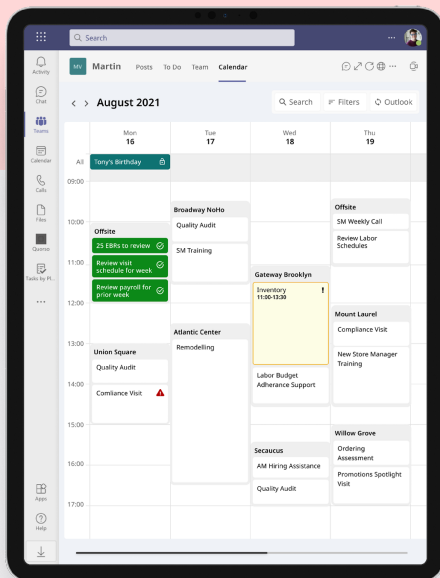 Search
...
Activity
Chat
Teams
Calendar
Calls
Files
Tasks by Pl..
...
Apps
Help
MV Martin Posts To Do Team Calendar
...
< > August 2021
Search Filters Outlook
Mon Tue Wed Thu
16 17 18 19
All Tony's Birthday
09:00
10:00
11:00
12:00
13:00
14:00
15:00
16:00
17:00
Offsite
25 EBRs to review
Review visit
schedule for week
Review payroll for
prior week
Union Square
Quality Audit
Comliance Visit
Broadway NoHo
Quality Audit
SM Training
Atlantic Center
Remodelling
Gateway Brooklyn
Inventory !
11:00-13:30
Labor Budget
Adherance Support
Secaucus
AM Hiring Assistance
Quality Audit
Offsite
SM Weekly Call
Review Labor
Schedules
Mount Laurel
Compliance Visit
New Store Manager
Training
Willow Grove
Ordering
Assessment
Promotions Spotlight
Visit